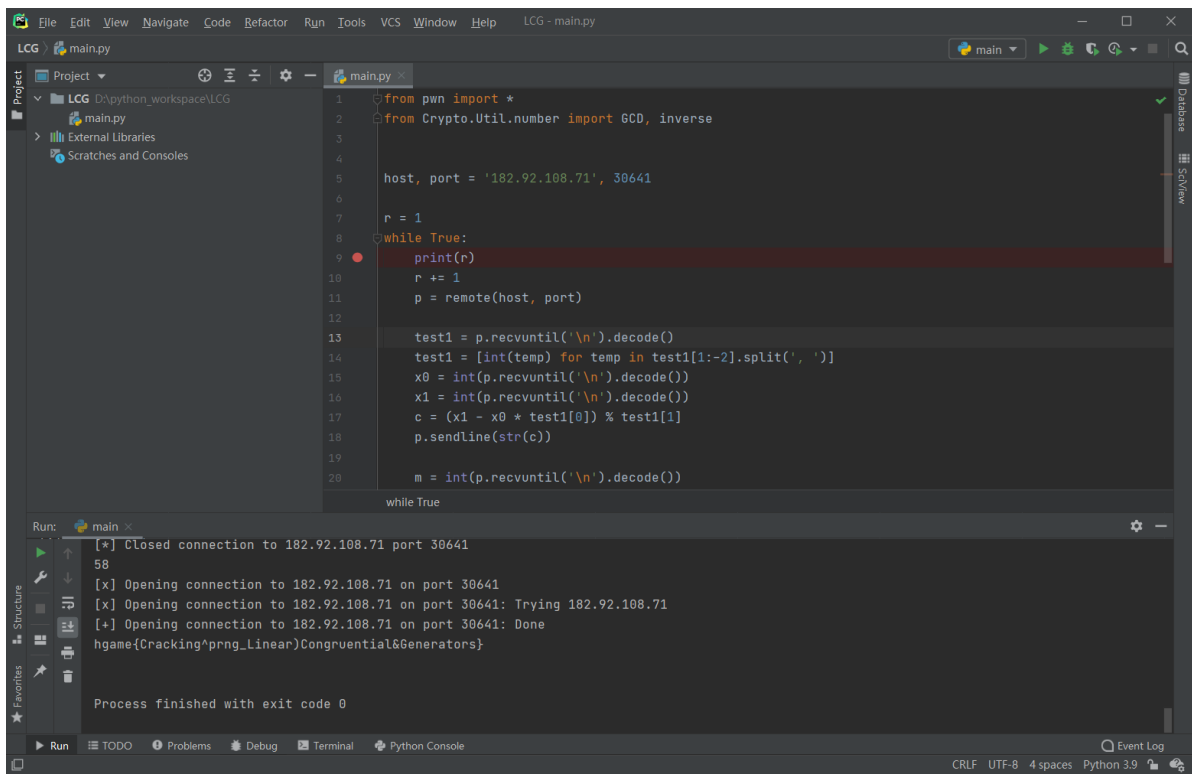 PC File Edit View Navigate Code Refactor Run Tools VCS Window Help LCG - main.py
LCG main.py main
Project
Project
LCG D:\python_workspace\LCG
main.py
External Libraries
Scratches and Consoles
main.py
1 from pwn import *
2 from Crypto.Util.number import GCD, inverse
3
4
5 host, port = '182.92.108.71', 30641
6
7 r = 1
8 while True:
9 print(r)
10 r += 1
11 p = remote(host, port)
12
13 test1 = p.recvuntil('\n').decode()
14 test1 = [int(temp) for temp in test1[1:-2].split(', ')]
15 x0 = int(p.recvuntil('\n').decode())
16 x1 = int(p.recvuntil('\n').decode())
17 c = (x1 - x0 * test1[0]) % test1[1]
18 p.sendline(str(c))
19
20 m = int(p.recvuntil('\n').decode())
while True
Database
SciView
Run: main
[*] Closed connection to 182.92.108.71 port 30641
58
[x] Opening connection to 182.92.108.71 on port 30641
[x] Opening connection to 182.92.108.71 on port 30641: Trying 182.92.108.71
[+] Opening connection to 182.92.108.71 on port 30641: Done
hgame{Cracking^prng_Linear)Congruential&Generators}
Process finished with exit code 0
Structure
Favorites
Run TODO Problems Debug Terminal Python Console Event Log
CRLF UTF-8 4 spaces Python 3.9